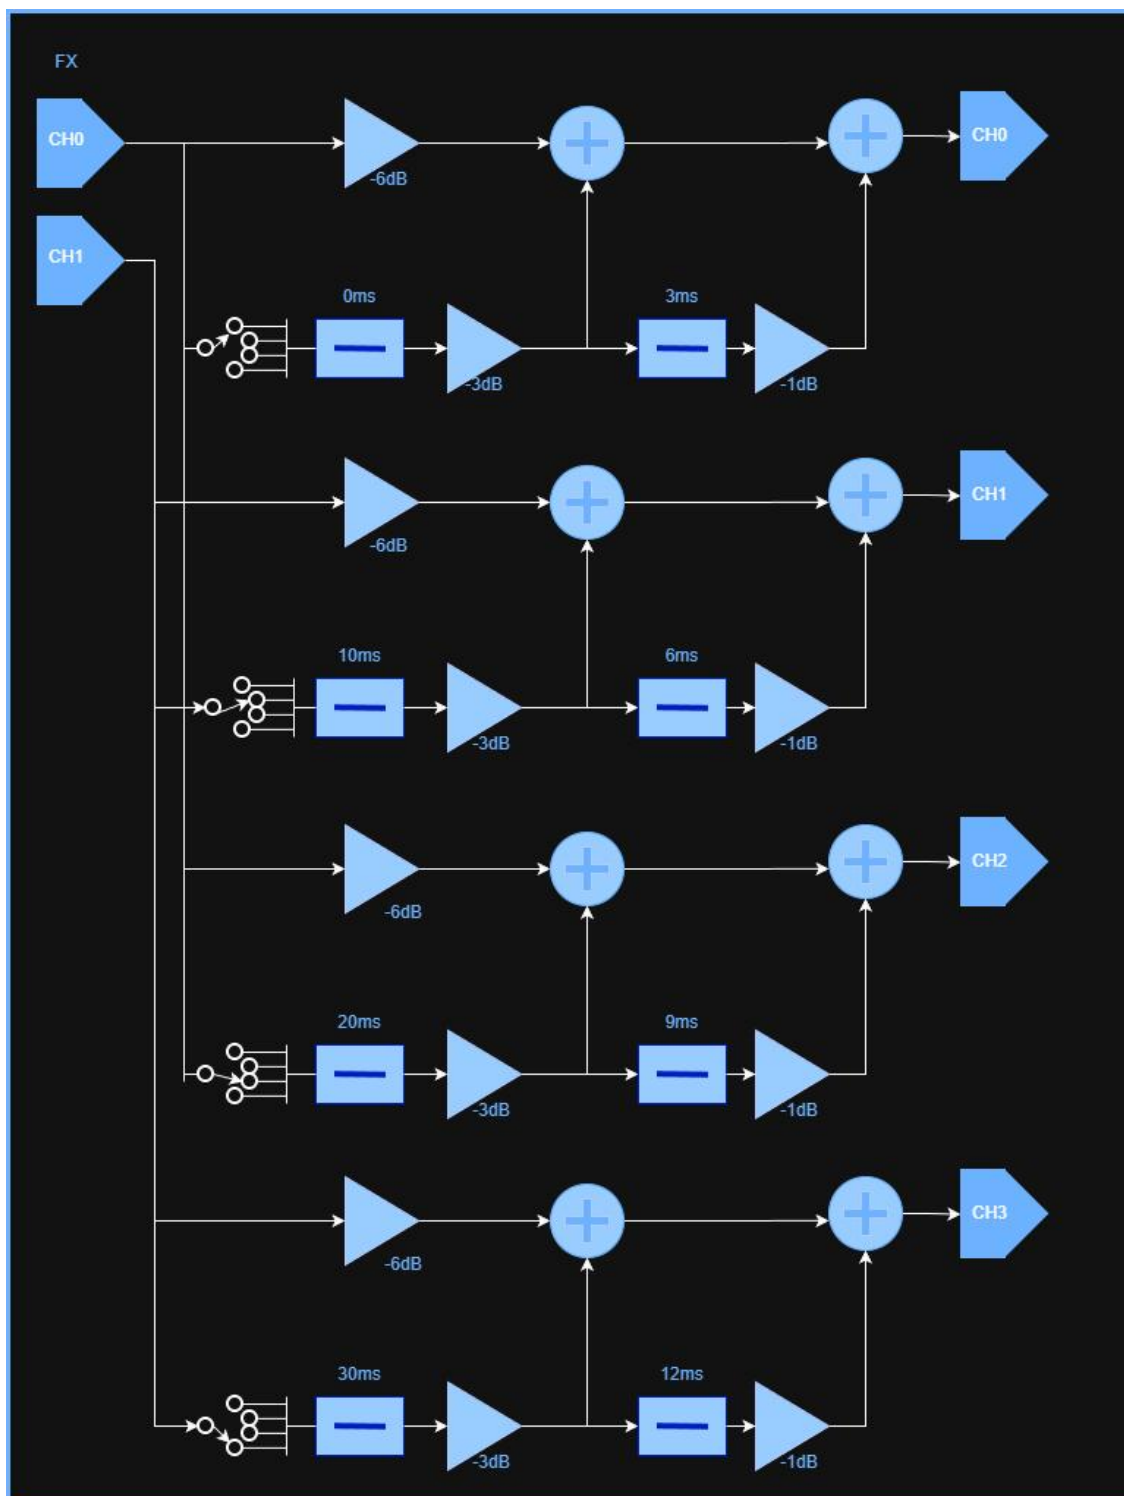 FX
CH0
-6dB
CH0
CH1
0ms
3ms
-3dB
-1dB
-6dB
CH1
10ms
6ms
-3dB
-1dB
-6dB
CH2
20ms
9ms
-3dB
-1dB
-6dB
CH3
30ms
12ms
-3dB
-1dB